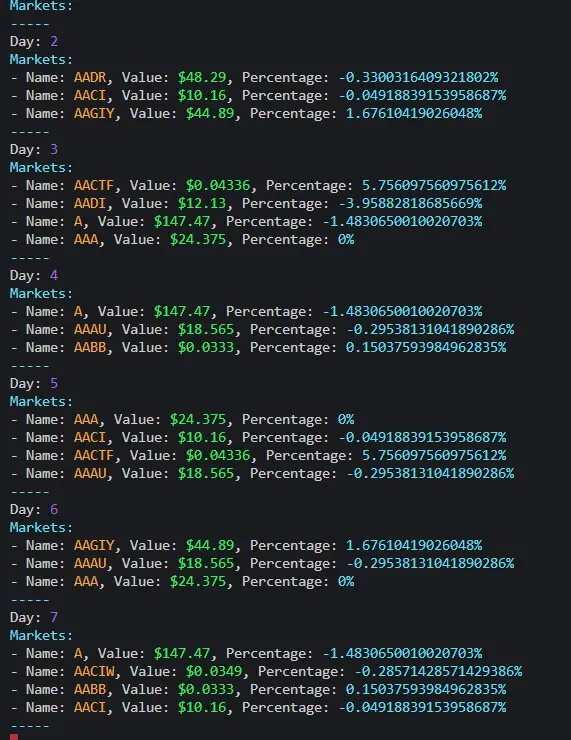 Markets:
-----
Day: 2
Markets:
- Name: AADR, Value: $48.29, Percentage: -0.3300316409321802%
- Name: AACI, Value: $10.16, Percentage: -0.04918839153958687%
- Name: AAGIY, Value: $44.89, Percentage: 1.67610419026048%
-----
Day: 3
Markets:
- Name: AACTF, Value: $0.04336, Percentage: 5.756097560975612%
- Name: AADI, Value: $12.13, Percentage: -3.95882818685669%
- Name: A, Value: $147.47, Percentage: -1.4830650010020703%
- Name: AAA, Value: $24.375, Percentage: 0%
-----
Day: 4
Markets:
- Name: A, Value: $147.47, Percentage: -1.4830650010020703%
- Name: AAAU, Value: $18.565, Percentage: -0.29538131041890286%
- Name: AABB, Value: $0.0333, Percentage: 0.15037593984962835%
-----
Day: 5
Markets:
- Name: AAA, Value: $24.375, Percentage: 0%
- Name: AACI, Value: $10.16, Percentage: -0.04918839153958687%
- Name: AACTF, Value: $0.04336, Percentage: 5.756097560975612%
- Name: AAAU, Value: $18.565, Percentage: -0.29538131041890286%
-----
Day: 6
Markets:
- Name: AAGIY, Value: $44.89, Percentage: 1.67610419026048%
- Name: AAAU, Value: $18.565, Percentage: -0.29538131041890286%
- Name: AAA, Value: $24.375, Percentage: 0%
-----
Day: 7
Markets:
- Name: A, Value: $147.47, Percentage: -1.4830650010020703%
- Name: AACIW, Value: $0.0349, Percentage: -0.28571428571429386%
- Name: AABB, Value: $0.0333, Percentage: 0.15037593984962835%
- Name: AACI, Value: $10.16, Percentage: -0.04918839153958687%
-----